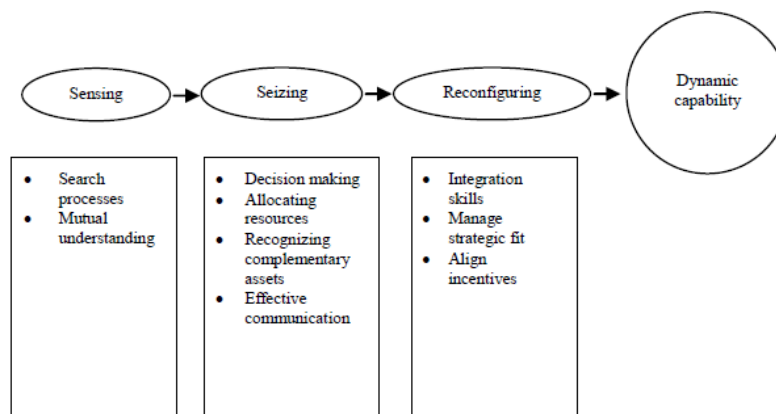 Sensing
Seizing
Reconfiguring
Dynamic
capability
• Search
processes
• Mutual
understanding
• Decision making
• Allocating
resources
• Recognizing
complementary
assets
• Effective
communication
• Integration
skills
• Manage
strategic fit
• Align
incentives